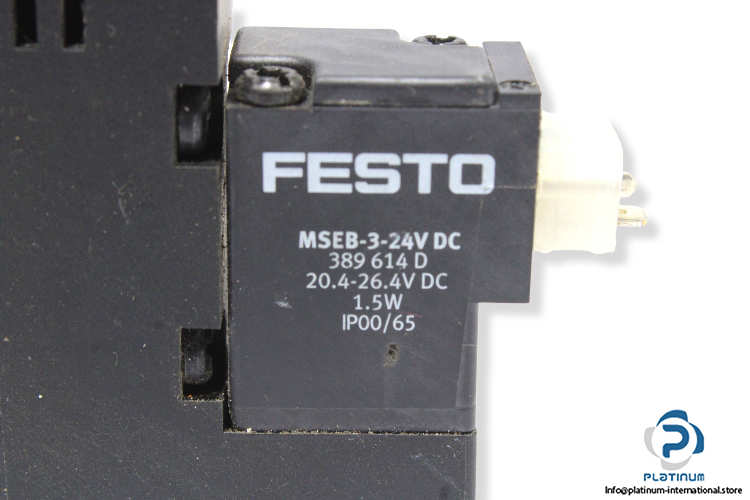 FESTO
MSEB-3-24V DC
389 614 D
20.4-26.4V DC
1.5W
IP00/65
PLATINUM
Info@platinum-international.store